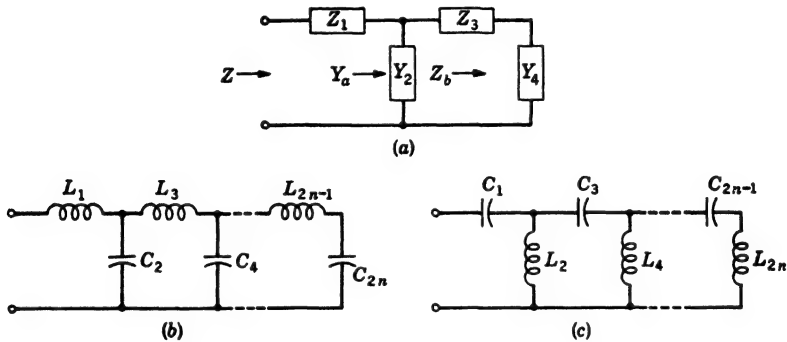 Z₁ Z₃
Z Yₐ Y₂ Z_b Y₄
(a)
L₁ L₃ L₂ₙ₋₁
C₂ C₄ C₂ₙ
(b)
C₁ C₃ C₂ₙ₋₁
L₂ L₄ L₂ₙ
(c)